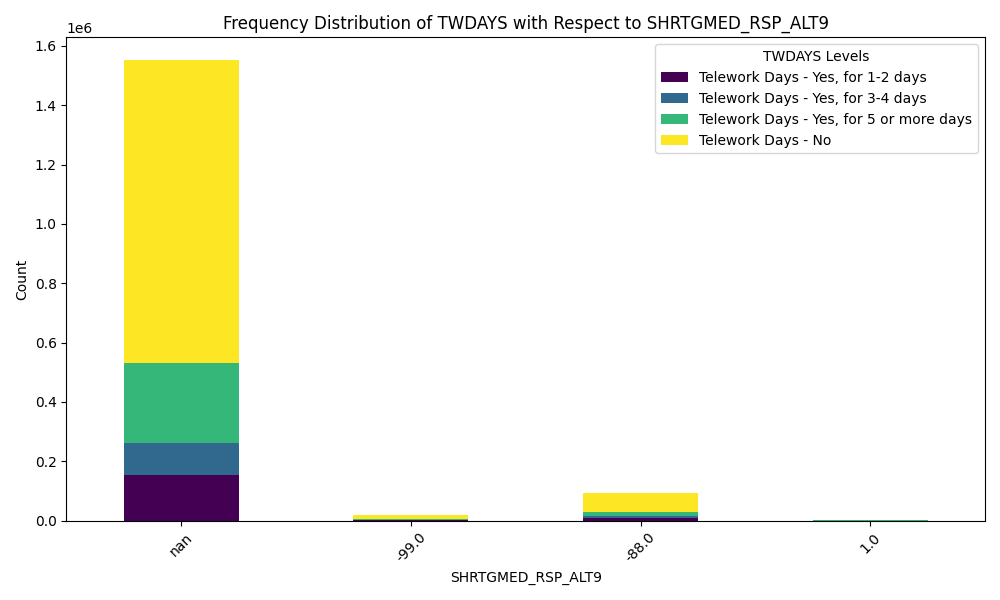 Frequency Distribution of TWDAYS with Respect to SHRTGMED_RSP_ALT9
1e6
TWDAYS Levels
Telework Days - Yes, for 1-2 days
Telework Days - Yes, for 3-4 days
Telework Days - Yes, for 5 or more days
Telework Days - No
1.6
1.4
1.2
1.0
0.8
0.6
0.4
0.2
0.0
Count
nan
-99.0
-88.0
1.0
SHRTGMED_RSP_ALT9